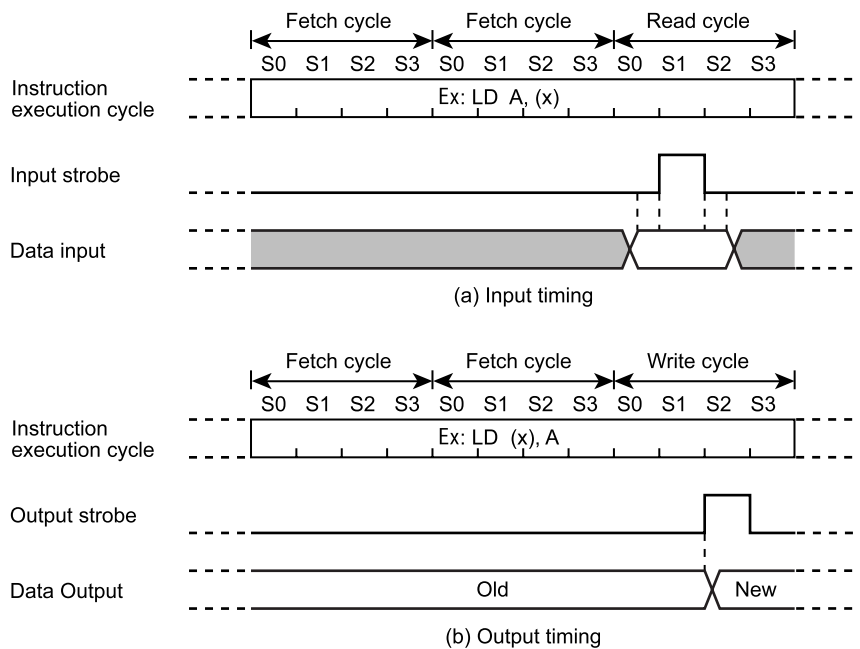 Fetch cycle Fetch cycle Read cycle
S0 S1 S2 S3 S0 S1 S2 S3 S0 S1 S2 S3
Instruction
execution cycle
Ex: LD A, (x)
Input strobe
Data input
(a) Input timing
Fetch cycle Fetch cycle Write cycle
S0 S1 S2 S3 S0 S1 S2 S3 S0 S1 S2 S3
Instruction
execution cycle
Ex: LD (x), A
Output strobe
Data Output Old New
(b) Output timing